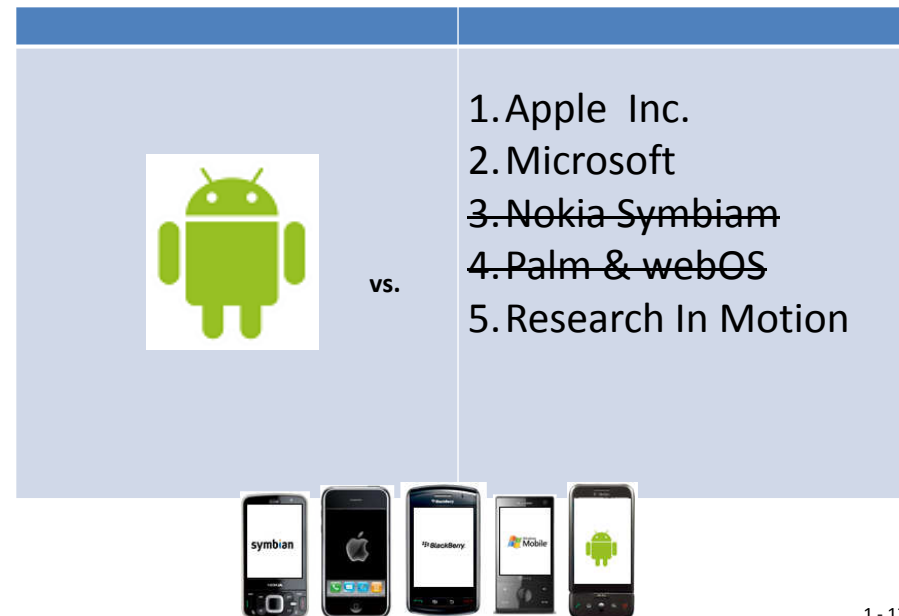 1. Apple Inc.
2. Microsoft
3. Nokia Symbiam
4. Palm & webOS
vs.
5. Research In Motion
symbian
BlackBerry
Mobile
NOKIA